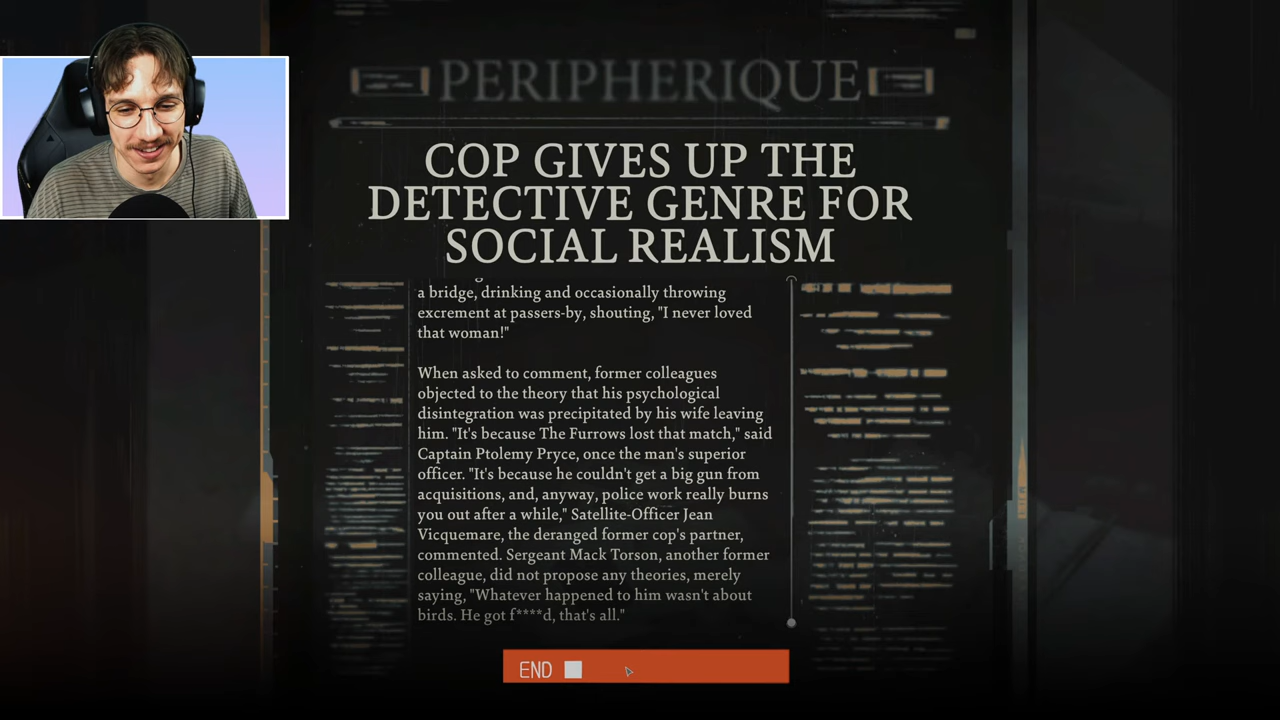 PERIPHERIQUE
COP GIVES UP THE
DETECTIVE GENRE FOR
SOCIAL REALISM
a bridge, drinking and occasionally throwing
excrement at passers-by, shouting, "I never loved
that woman!"
When asked to comment, former colleagues
objected to the theory that his psychological
disintegration was precipitated by his wife leaving
him. "It's because The Furrows lost that match," said
Captain Ptolemy Pryce, once the man's superior
officer. "It's because he couldn't get a big gun from
acquisitions, and, anyway, police work really burns
you out after a while," Satellite-Officer Jean
Vicquemare, the deranged former cop's partner,
commented. Sergeant Mack Torson, another former
colleague, did not propose any theories, merely
saying, "Whatever happened to him wasn't about
birds. He got f****d, that's all."
END